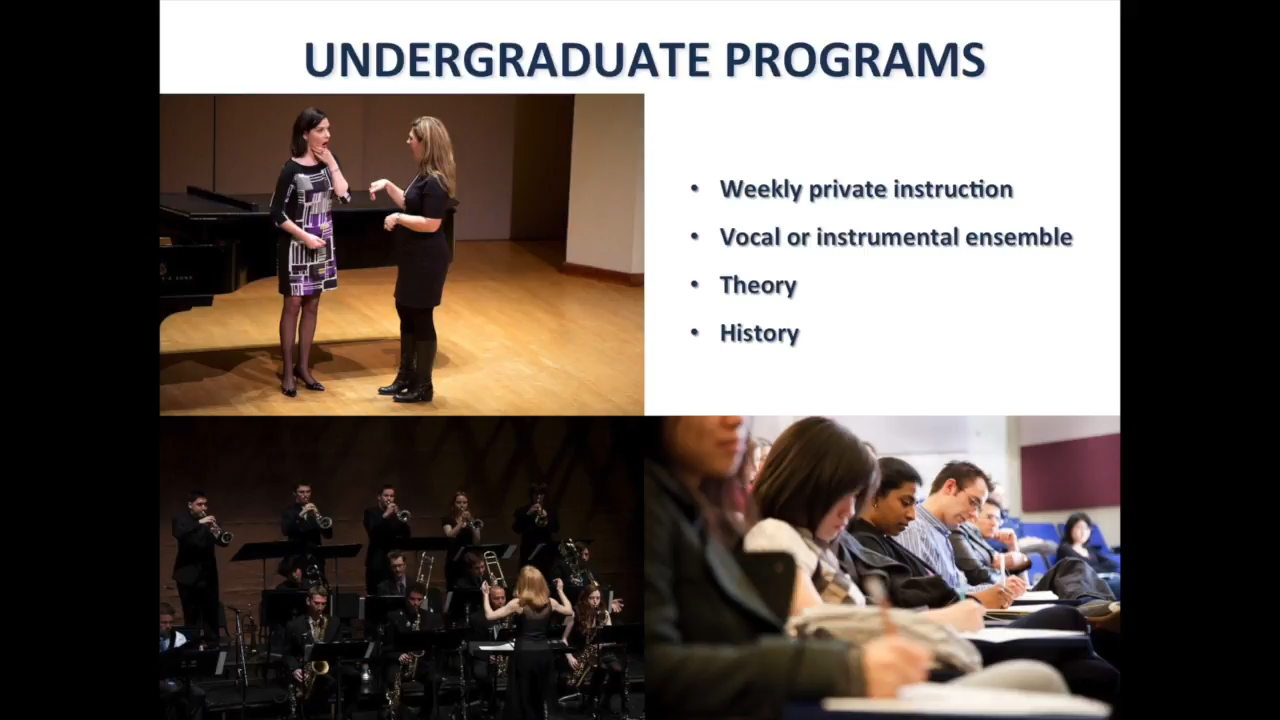 UNDERGRADUATE PROGRAMS
• Weekly private instruction
• Vocal or instrumental ensemble
• Theory
• History